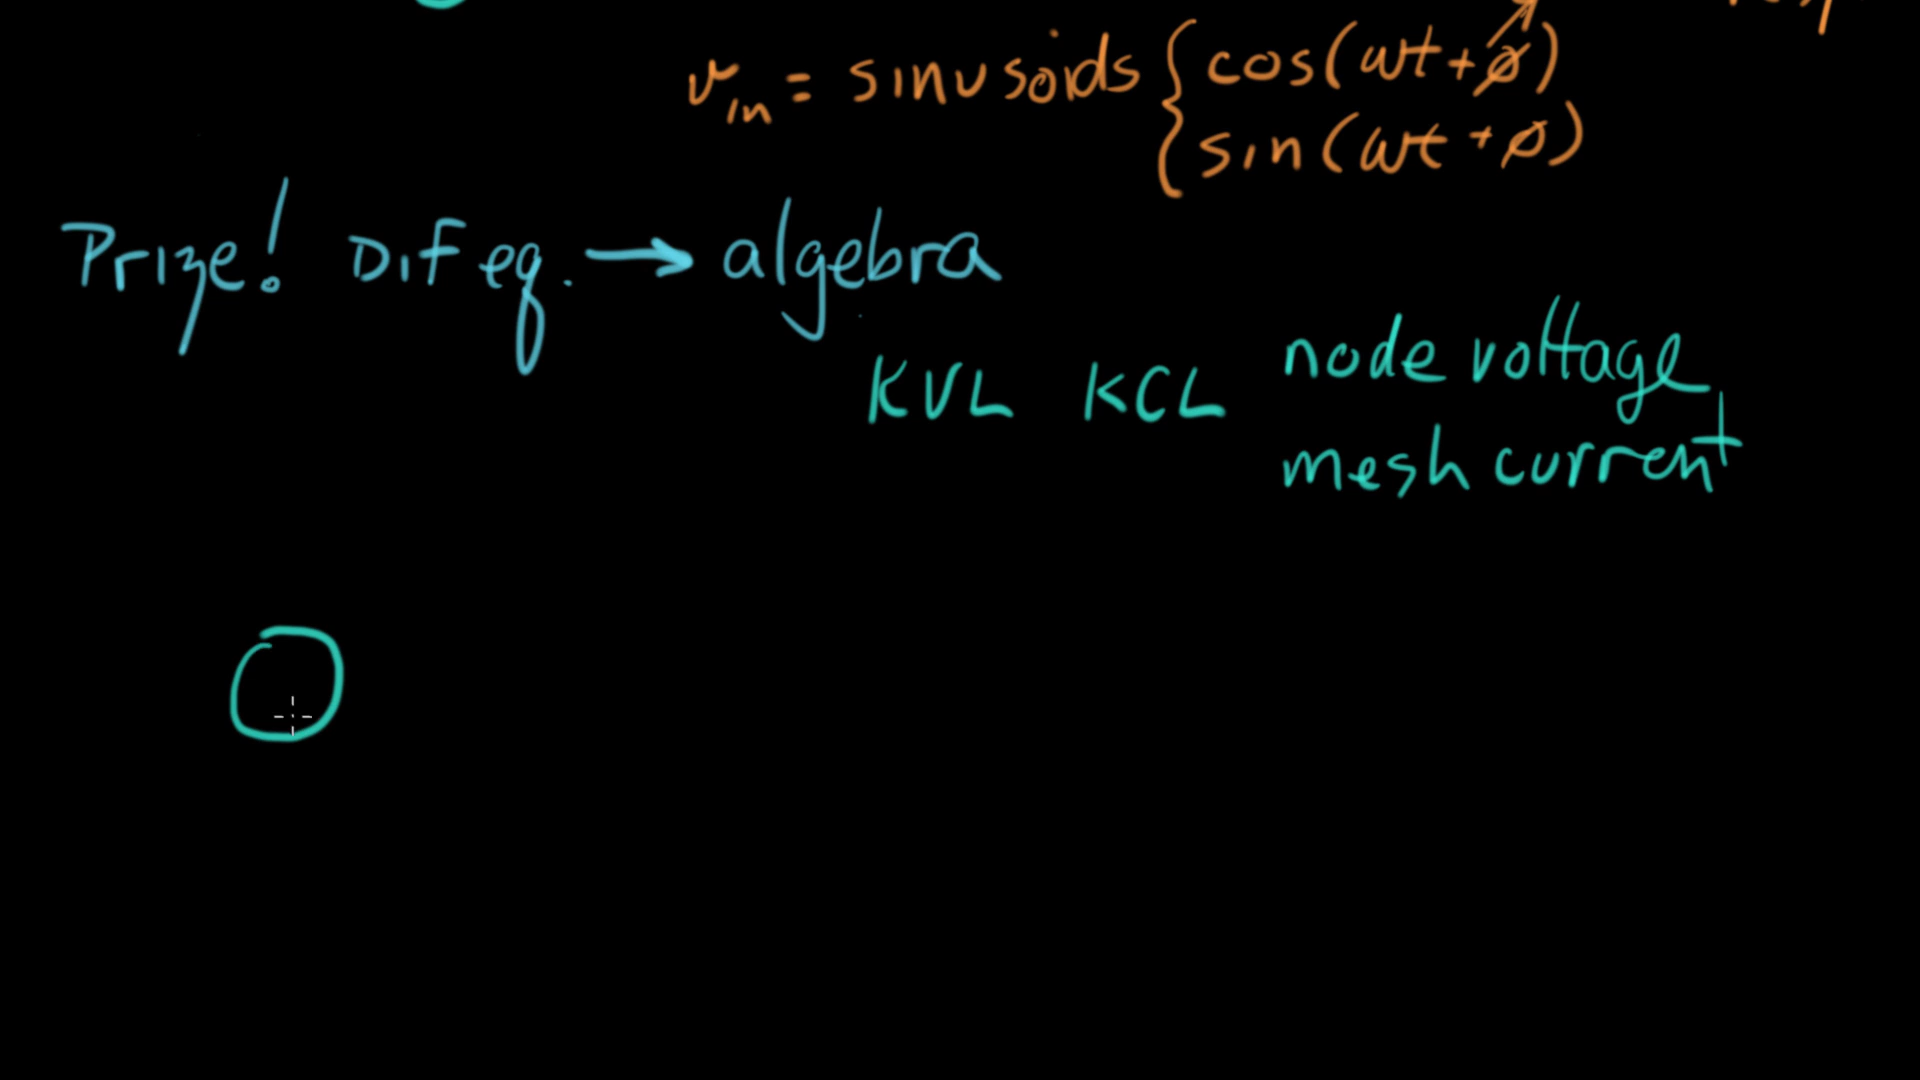 v_in = sinusoids { cos(ωt+ø)
sin(ωt+ø)
Prize! Dif eq. → algebra
KVL KCL node voltage
mesh current